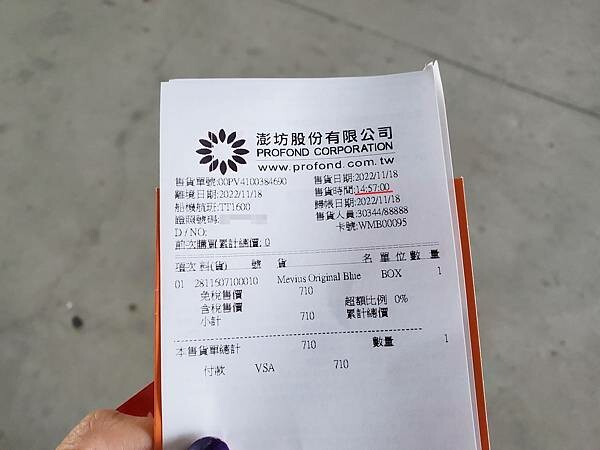 澎坊股份有限公司
PROFOND CORPORATION
www.profond.com.tw
售貨單號:00PV4100384690 售貨日期:2022/11/18
離境日期:2022/11/18 售貨時間:14:57:00
船機航班:TT1600 歸帳日期:2022/11/18
證照號碼: 售貨人員:30344/88888
D / NO: 卡號:WMB00095
前次購買累計總價: 0
項次 料(貨) 號 貨 名 單 位 數 量
01 2811507100010 Mevius Original Blue BOX 1
免稅售價 710 超額比例 0%
含稅售價 累計總價
小計 710
本售貨單總計 710 數量 1
付款 VSA 710